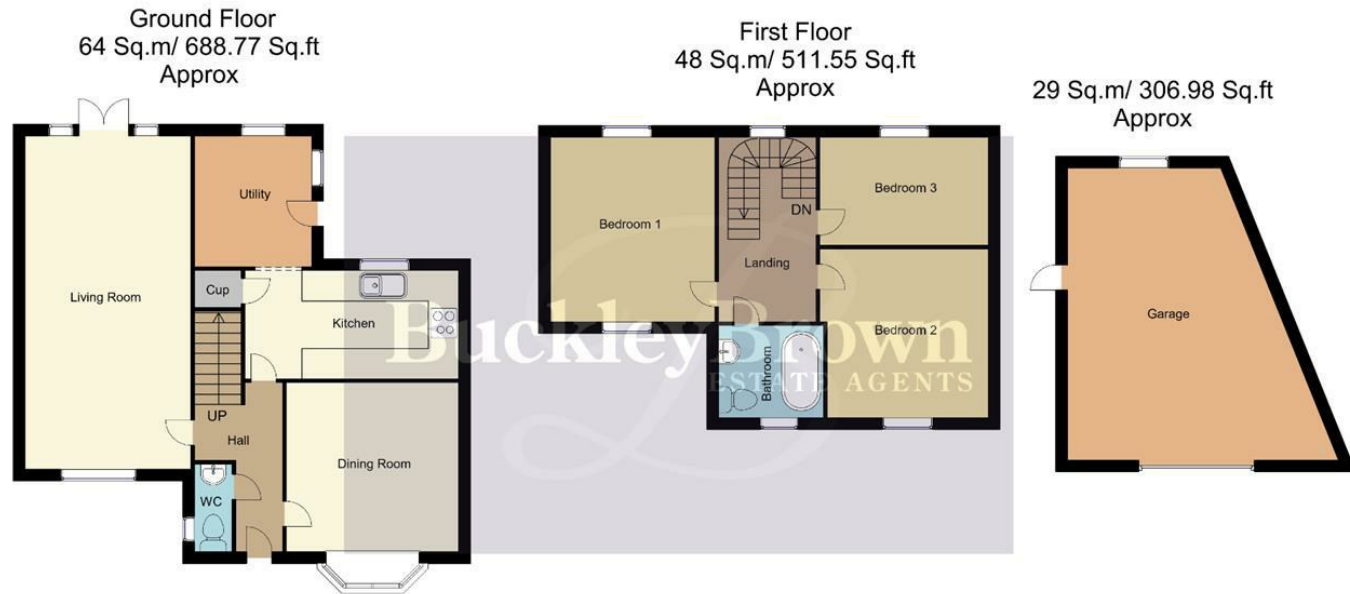 Ground Floor
64 Sq.m/ 688.77 Sq.ft
Approx
First Floor
48 Sq.m/ 511.55 Sq.ft
Approx
29 Sq.m/ 306.98 Sq.ft
Approx
Utility
Living Room
Cup
Kitchen
UP
Hall
WC
Dining Room
Bedroom 1
Bedroom 3
DN
Landing
Bedroom 2
Bathroom
Garage
BuckleyBrown
ESTATE AGENTS